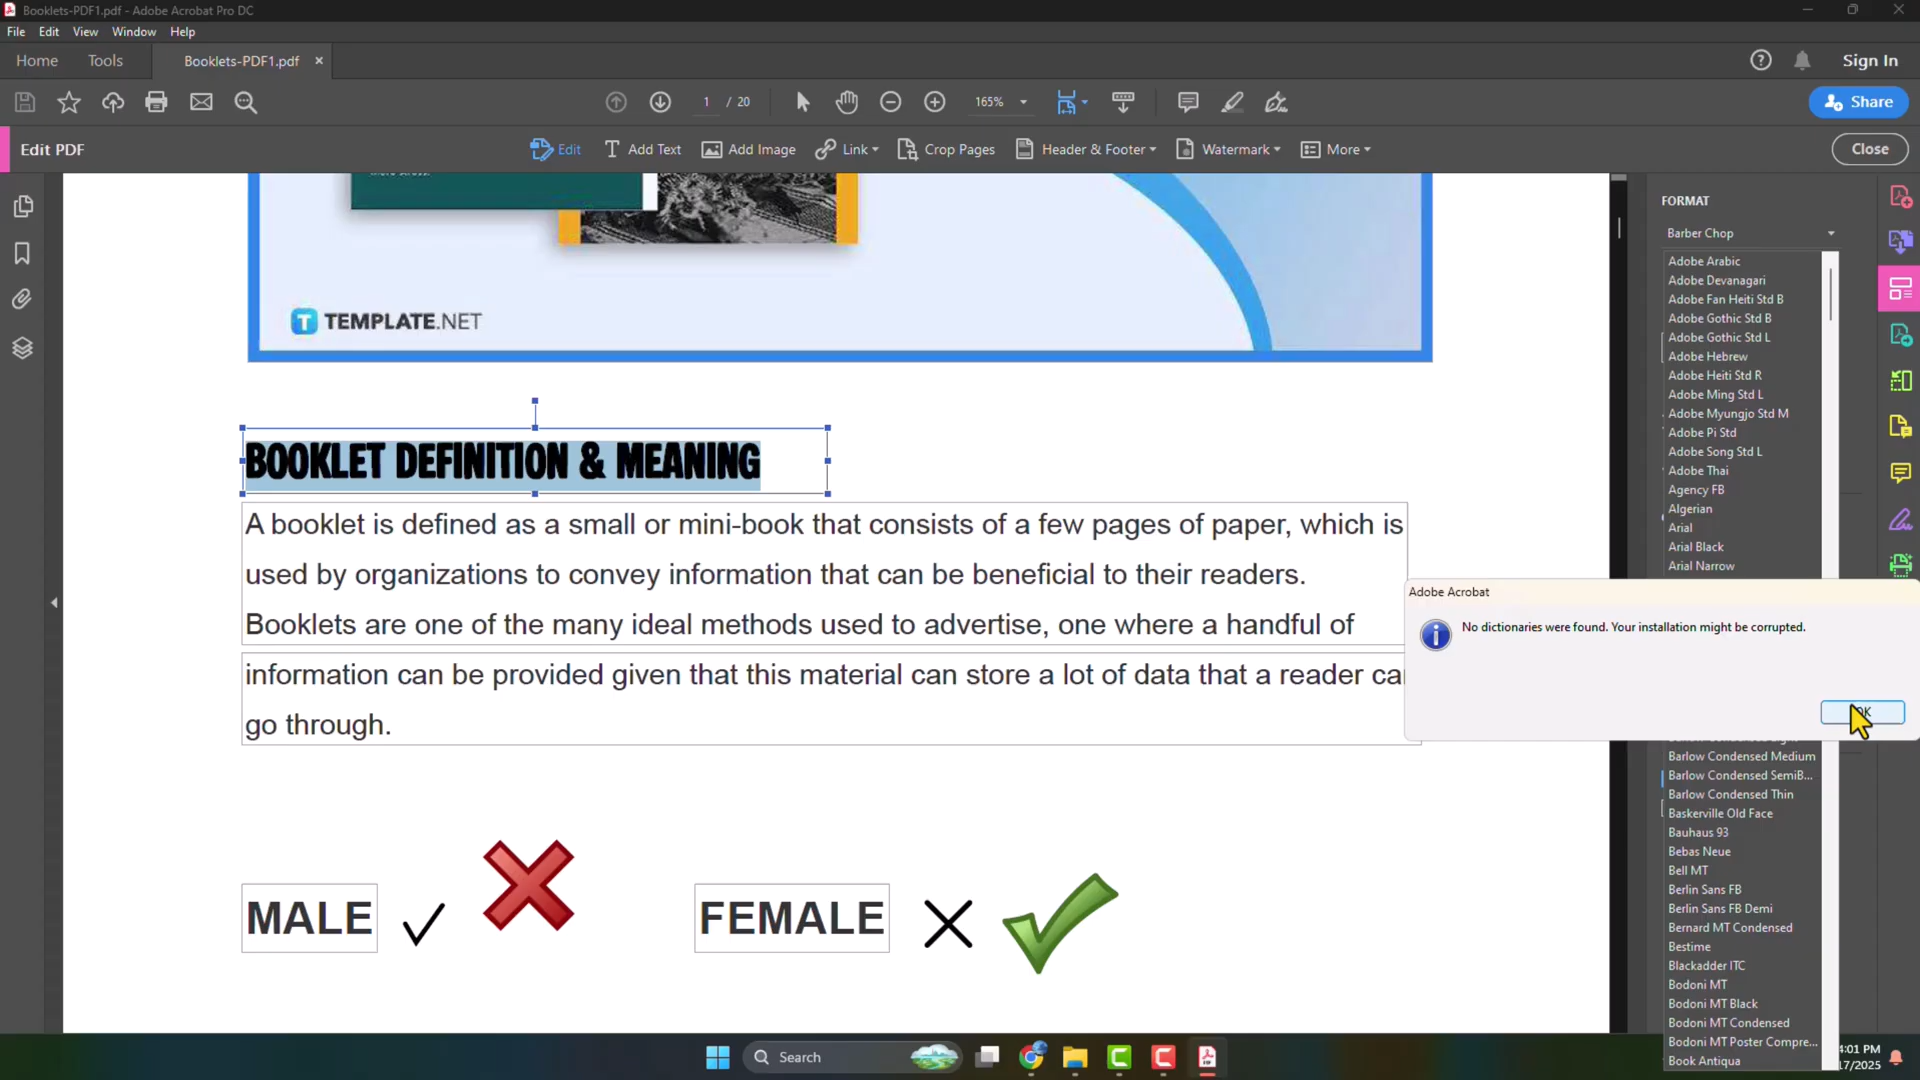 Booklets-PDF1.pdf - Adobe Acrobat Pro DC
File Edit View Window Help
Home Tools Booklets-PDF1.pdf Sign In
1 / 20 165% Share
Edit PDF Edit Add Text Add Image Link Crop Pages Header & Footer Watermark More Close
TEMPLATE.NET
BOOKLET DEFINITION & MEANING
A booklet is defined as a small or mini-book that consists of a few pages of paper, which is
used by organizations to convey information that can be beneficial to their readers.
Booklets are one of the many ideal methods used to advertise, one where a handful of
information can be provided given that this material can store a lot of data that a reader ca
go through.
MALE FEMALE
FORMAT
Barber Chop
Adobe Arabic
Adobe Devanagari
Adobe Fan Heiti Std B
Adobe Gothic Std B
Adobe Gothic Std L
Adobe Hebrew
Adobe Heiti Std R
Adobe Ming Std L
Adobe Myungjo Std M
Adobe Pi Std
Adobe Song Std L
Adobe Thai
Agency FB
Algerian
Arial
Arial Black
Arial Narrow
Adobe Acrobat
No dictionaries were found. Your installation might be corrupted.
Barlow Condensed Medium
Barlow Condensed SemiB...
Barlow Condensed Thin
Baskerville Old Face
Bauhaus 93
Bebas Neue
Bell MT
Berlin Sans FB
Berlin Sans FB Demi
Bernard MT Condensed
Bestime
Blackadder ITC
Bodoni MT
Bodoni MT Black
Bodoni MT Condensed
Bodoni MT Poster Compre...
Book Antiqua
Search
4:01 PM
17/2025